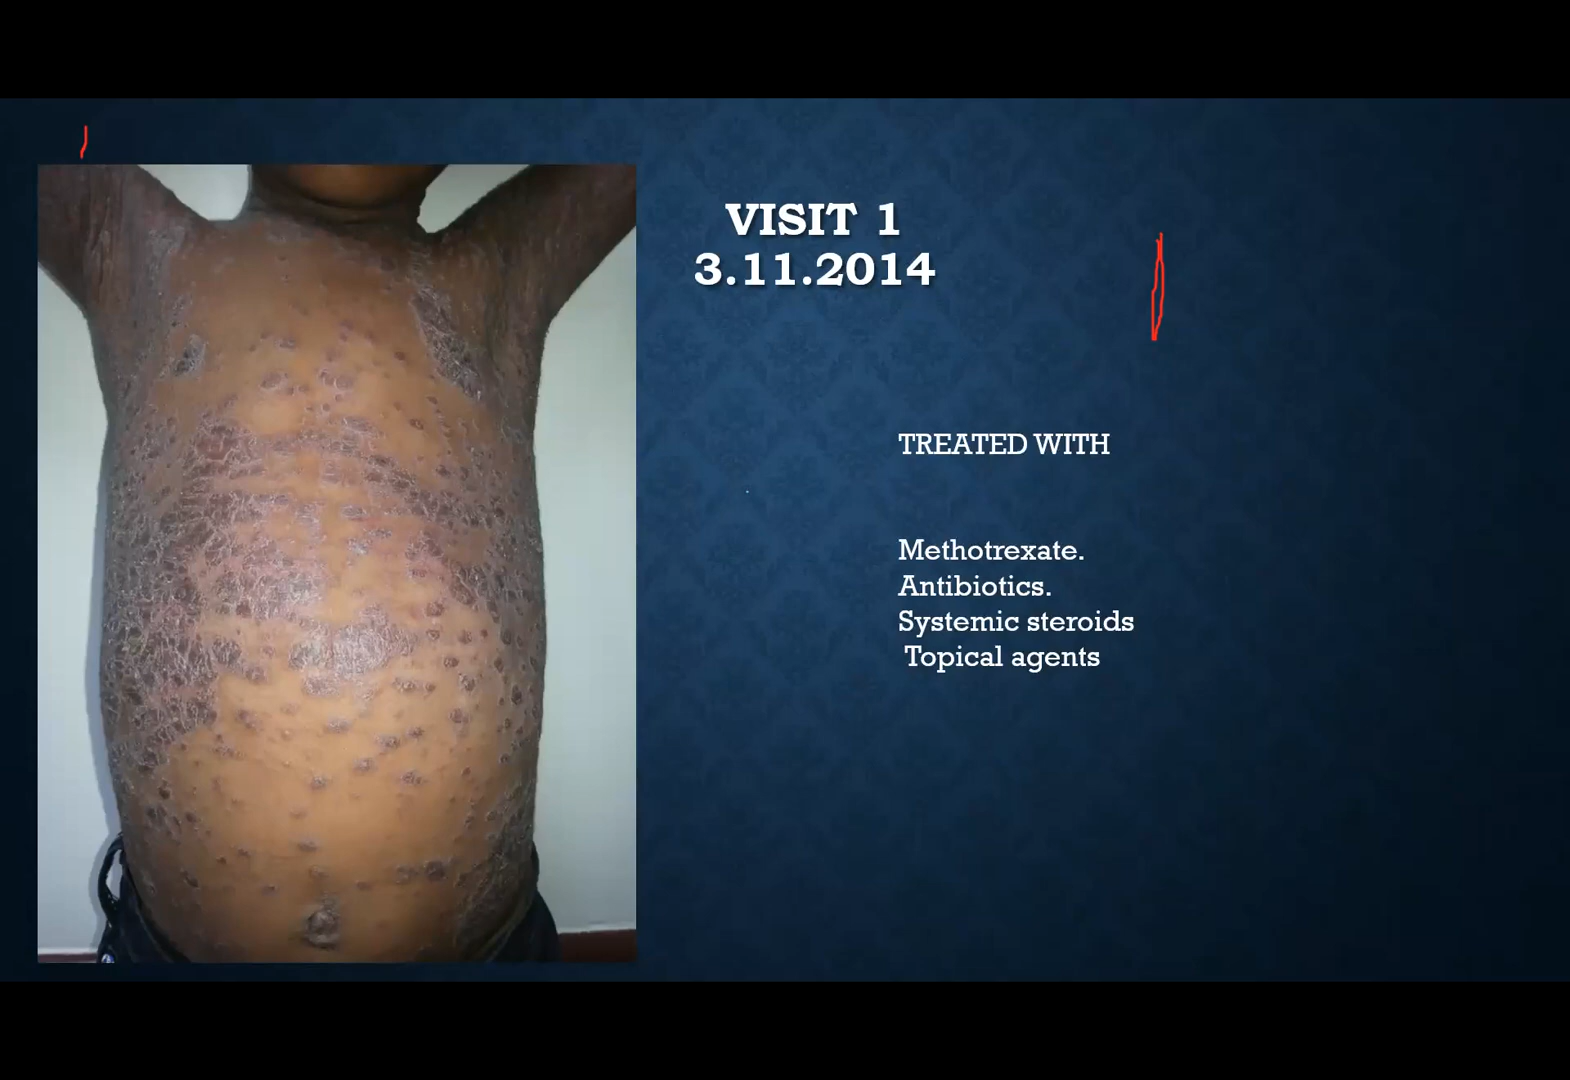 VISIT 1
3.11.2014
TREATED WITH
Methotrexate.
Antibiotics.
Systemic steroids
Topical agents